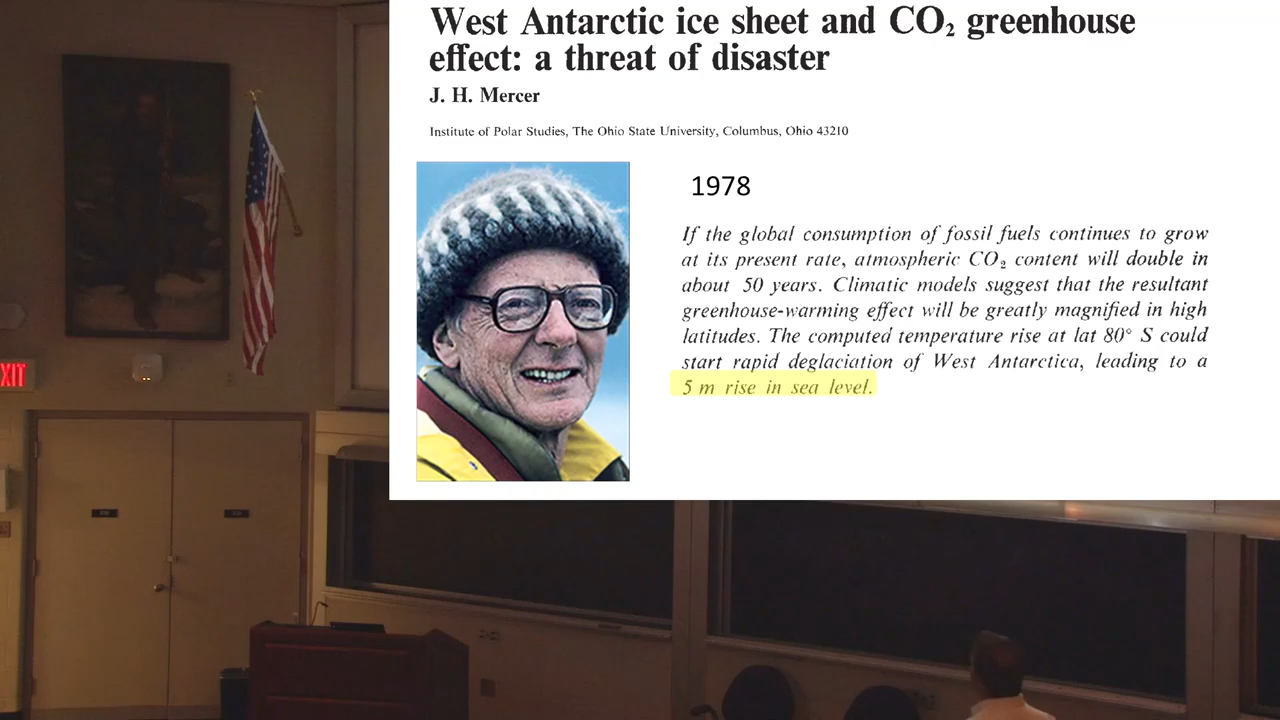 West Antarctic ice sheet and CO₂ greenhouse
effect: a threat of disaster
J. H. Mercer
Institute of Polar Studies, The Ohio State University, Columbus, Ohio 43210
1978
If the global consumption of fossil fuels continues to grow
at its present rate, atmospheric CO₂ content will double in
about 50 years. Climatic models suggest that the resultant
greenhouse-warming effect will be greatly magnified in high
latitudes. The computed temperature rise at lat 80° S could
start rapid deglaciation of West Antarctica, leading to a
5 m rise in sea level.
XIT